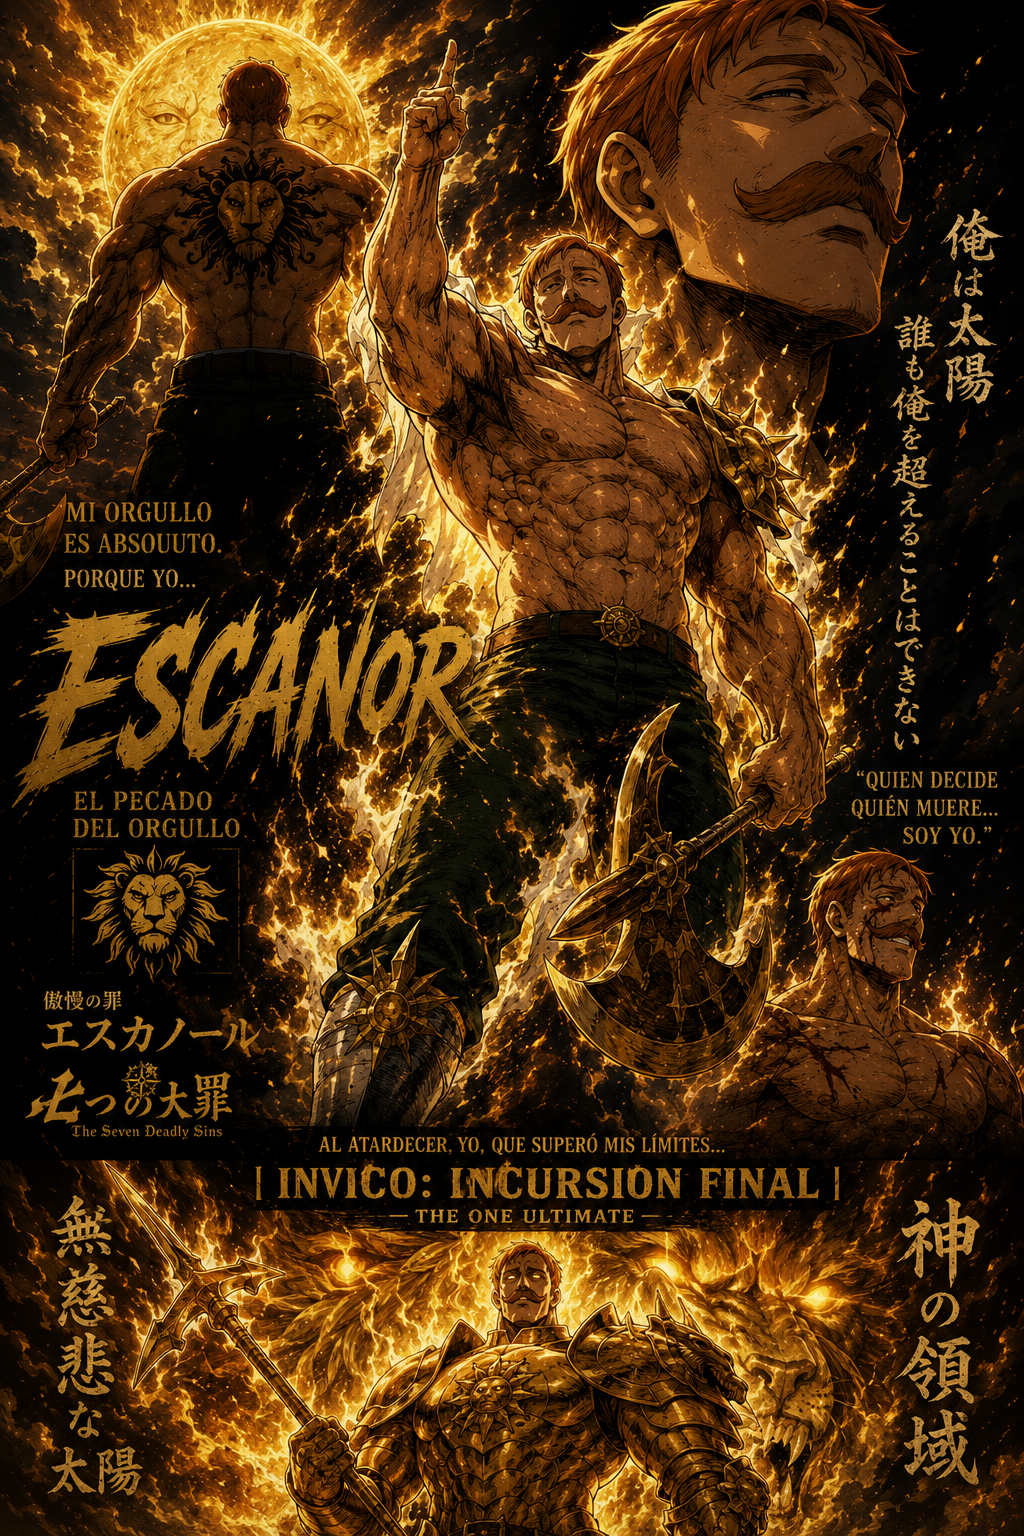 俺は太陽
誰も俺を超えることはできない
MI ORGULLO
ES ABSOUUTO.
PORQUE YO...
ESCANOR
EL PECADO
DEL ORGULLO
"QUIEN DECIDE
QUIÉN MUERE...
SOY YO."
傲慢の罪
エスカノール
七つの大罪
The Seven Deadly Sins
AL ATARDECER, YO, QUE SUPERÓ MIS LÍMITES...
| INVICO: INCURSION FINAL |
— THE ONE ULTIMATE —
無慈悲な太陽
神の領域